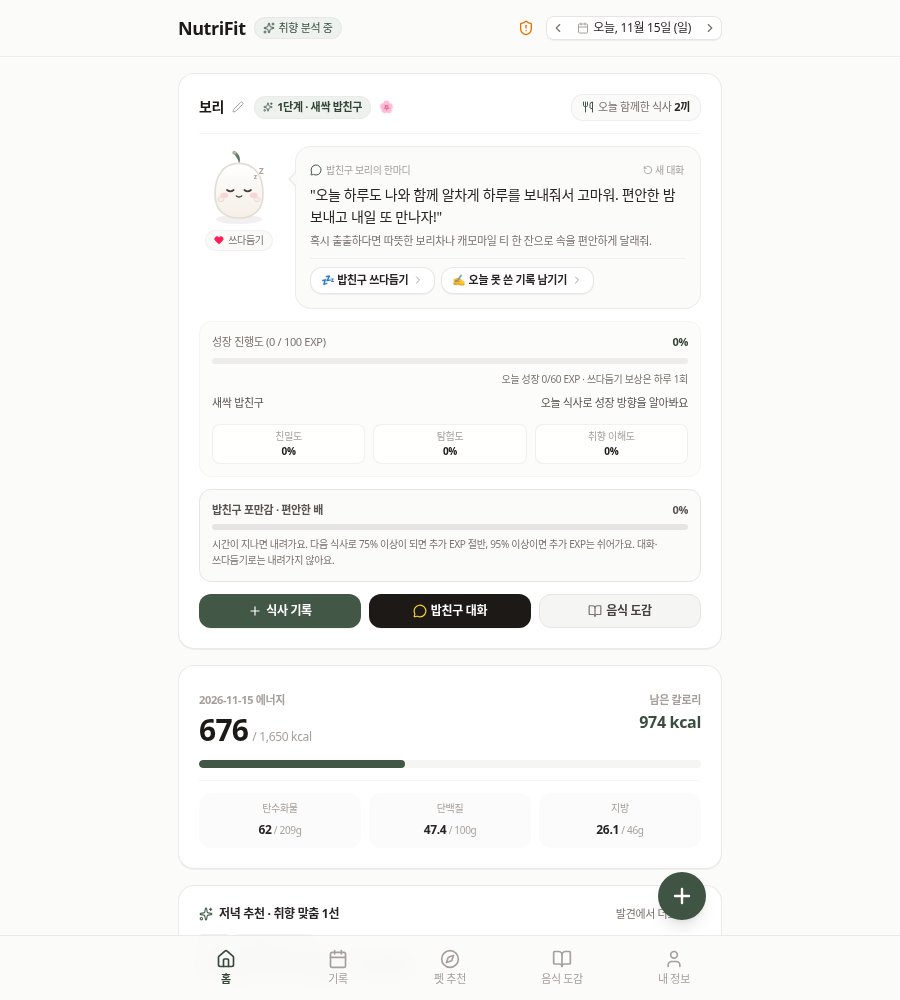 NutriFit
취향 분석 중
오늘, 11월 15일 (일)
보리
1단계 · 새싹 밥친구
오늘 함께한 식사 2끼
z
z
쓰다듬기
밥친구 보리의 한마디
새 대화
"오늘 하루도 나와 함께 알차게 하루를 보내줘서 고마워. 편안한 밤
보내고 내일 또 만나자!"
혹시 출출하다면 따뜻한 보리차나 캐모마일 티 한 잔으로 속을 편안하게 달래줘.
💤 밥친구 쓰다듬기
✍️ 오늘 못 쓴 기록 남기기
성장 진행도 (0 / 100 EXP)
0%
오늘 성장 0/60 EXP · 쓰다듬기 보상은 하루 1회
새싹 밥친구
오늘 식사로 성장 방향을 알아봐요
친밀도
0%
탐험도
0%
취향 이해도
0%
밥친구 포만감 · 편안한 배
0%
시간이 지나면 내려가요. 다음 식사로 75% 이상이 되면 추가 EXP 절반, 95% 이상이면 추가 EXP는 쉬어가요. 대화·
쓰다듬기로는 내려가지 않아요.
식사 기록
밥친구 대화
음식 도감
2026-11-15 에너지
남은 칼로리
676 / 1,650 kcal
974 kcal
탄수화물
62 / 209g
단백질
47.4 / 100g
지방
26.1 / 46g
저녁 추천 · 취향 맞춤 1선
발견에서
홈
기록
펫 추천
음식 도감
내 정보